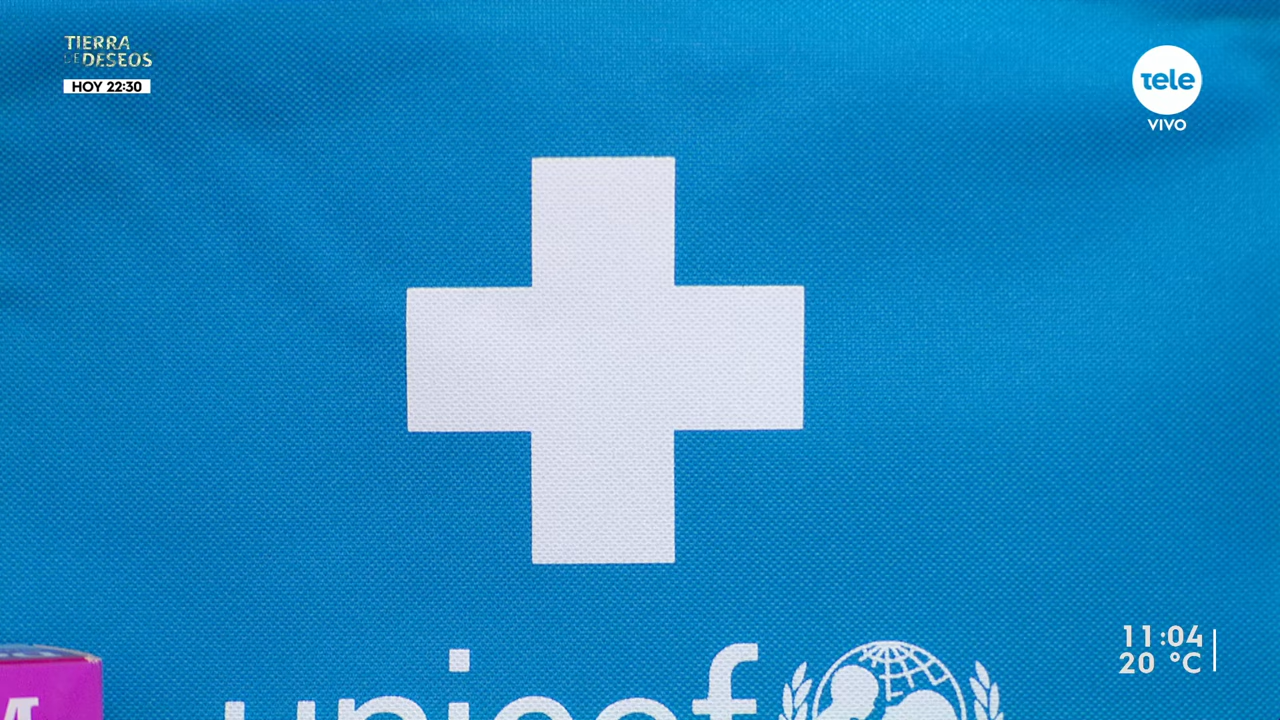 TIERRA
DE DESEOS
HOY 22:30
tele
VIVO
11:04
20 °C
unicef